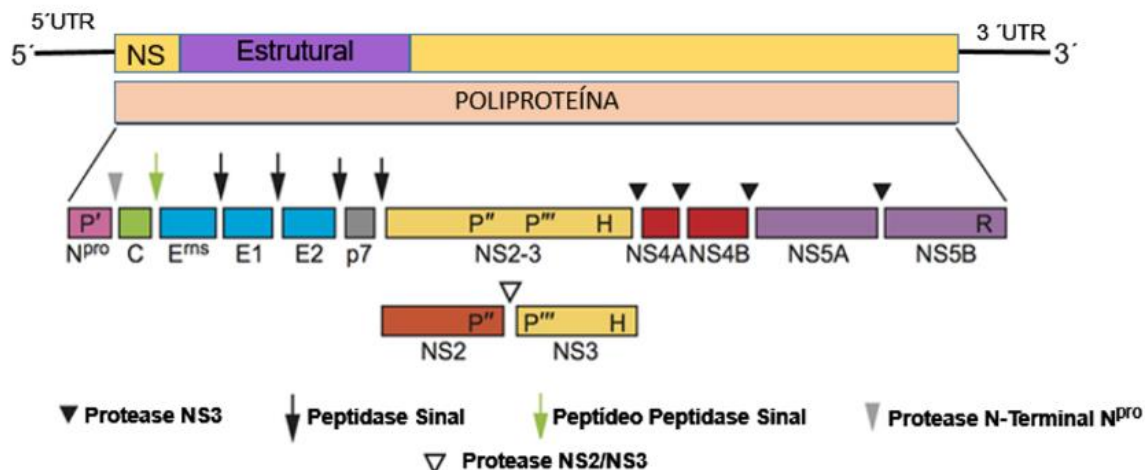 5´UTR
3 ´UTR
5´ NS Estrutural 3´
POLIPROTEÍNA
P' P″ P‴ H R
Nᵖʳᵒ C Eʳⁿˢ E1 E2 p7 NS2-3 NS4A NS4B NS5A NS5B
P″ P‴ H
NS2 NS3
Protease NS3 Peptidase Sinal Peptídeo Peptidase Sinal Protease N-Terminal Nᵖʳᵒ
Protease NS2/NS3